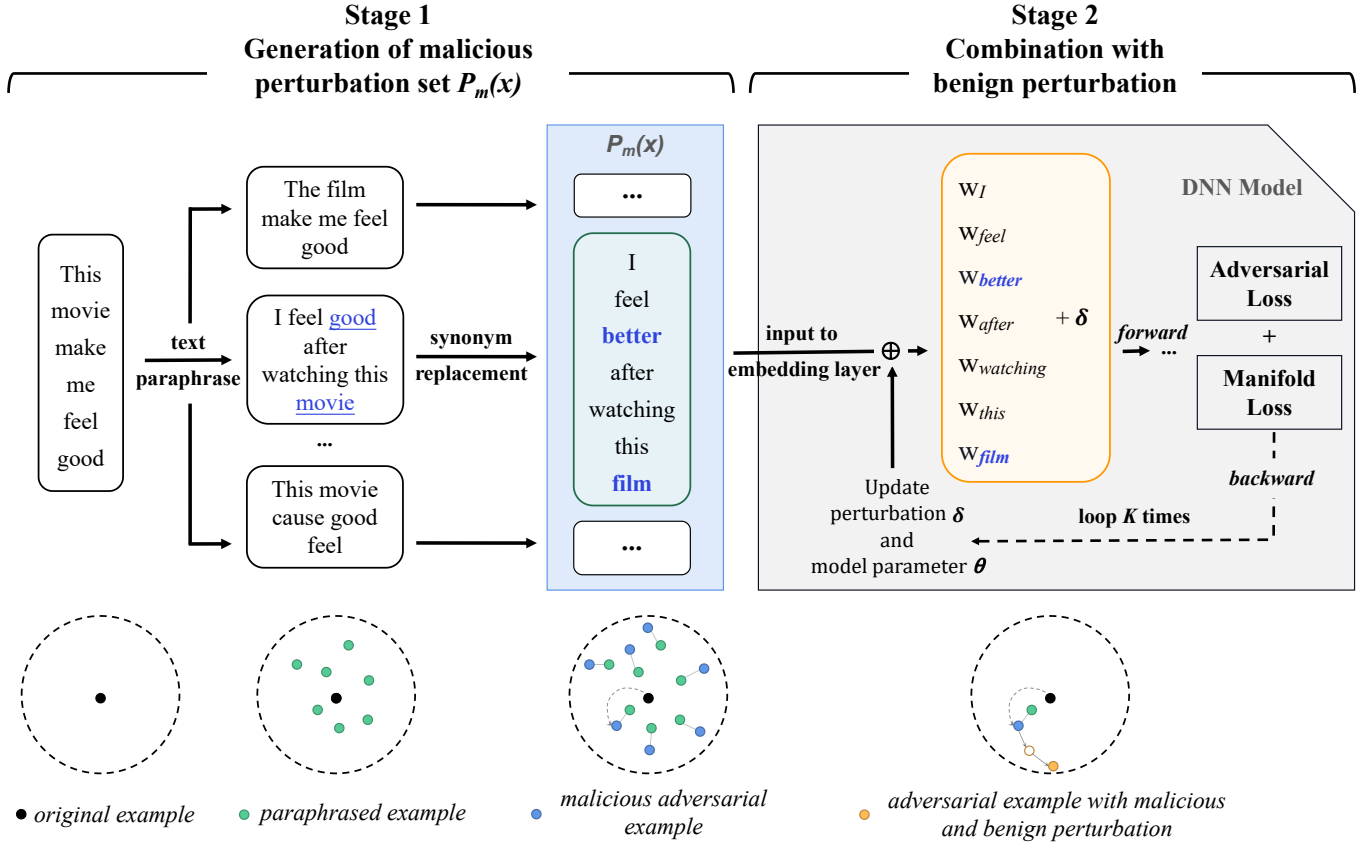 Stage 1
Generation of malicious
perturbation set Pm(x)
Stage 2
Combination with
benign perturbation
This
movie
make
me
feel
good
text
paraphrase
The film
make me feel
good
I feel good
after
watching this
movie
...
This movie
cause good
feel
synonym
replacement
Pm(x)
...
I
feel
better
after
watching
this
film
...
input to
embedding layer
⊕
DNN Model
wI
wfeel
wbetter
wafter
wwatching
wthis
wfilm
+ δ
forward
...
Adversarial
Loss
+
Manifold
Loss
backward
loop K times
Update
perturbation δ
and
model parameter θ
original example
paraphrased example
malicious adversarial
example
adversarial example with malicious
and benign perturbation